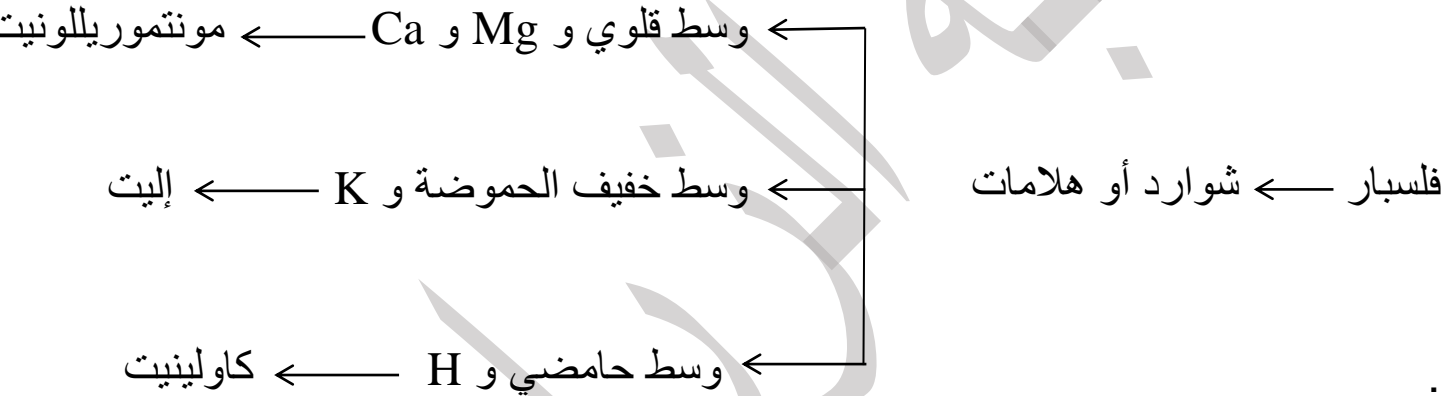 وسط قلوي و Mg و Ca ← مونتموريللونيت
فلسبار ← شوارد أو هلامات ← وسط خفيف الحموضة و K ← إليت
وسط حامضي و H ← كاولينيت
.